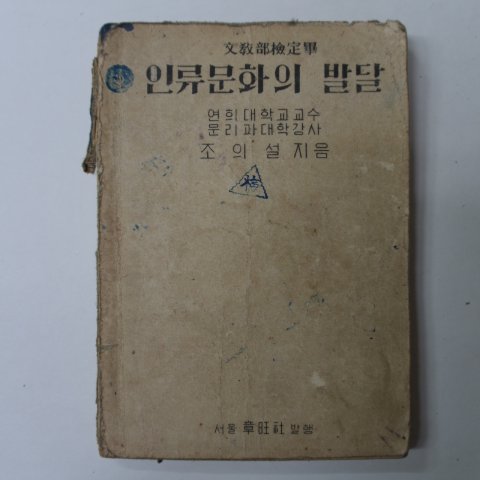 文敎部檢定畢
인류문화의 발달
연희대학교교수
문리과대학강사
조의설 지음
서울 章旺社 발행